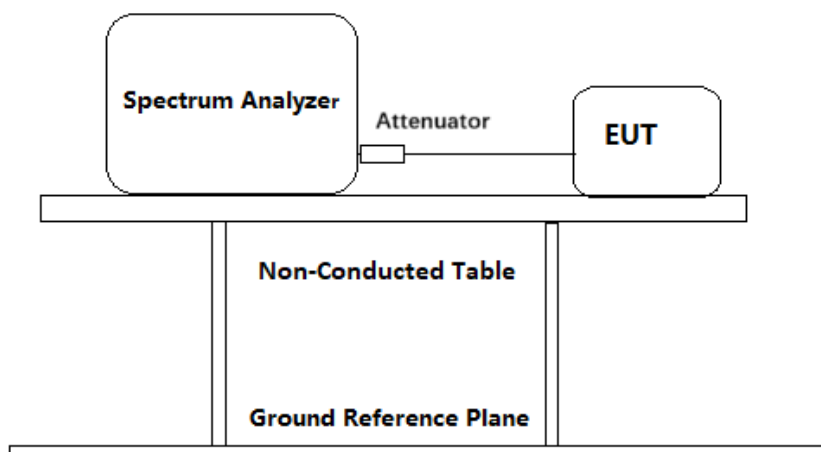 Spectrum Analyzer
Attenuator
EUT
Non-Conducted Table
Ground Reference Plane